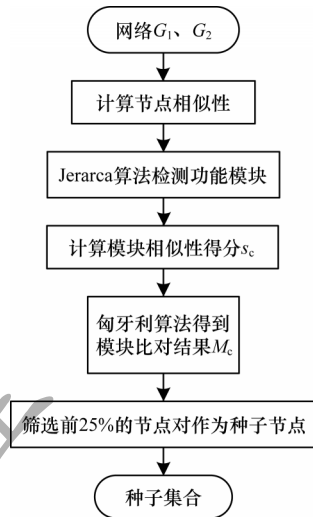 网络G₁、G₂
计算节点相似性
Jerarca算法检测功能模块
计算模块相似性得分s_c
匈牙利算法得到
模块比对结果M_c
筛选前25%的节点对作为种子节点
种子集合